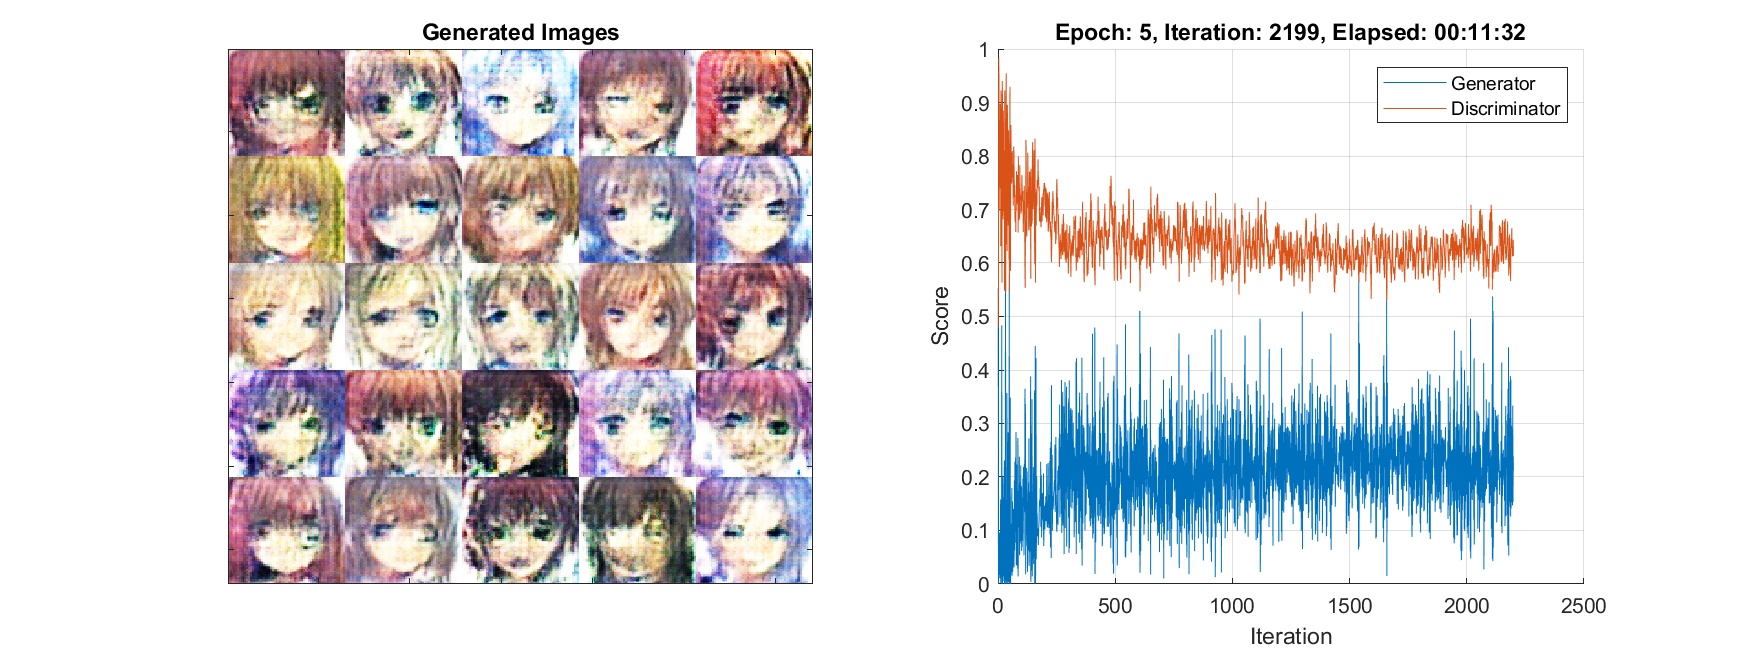 Generated Images
Epoch: 5, Iteration: 2199, Elapsed: 00:11:32
1
0.9
0.8
0.7
0.6
0.5
0.4
0.3
0.2
0.1
0
Score
Generator
Discriminator
0 500 1000 1500 2000 2500
Iteration